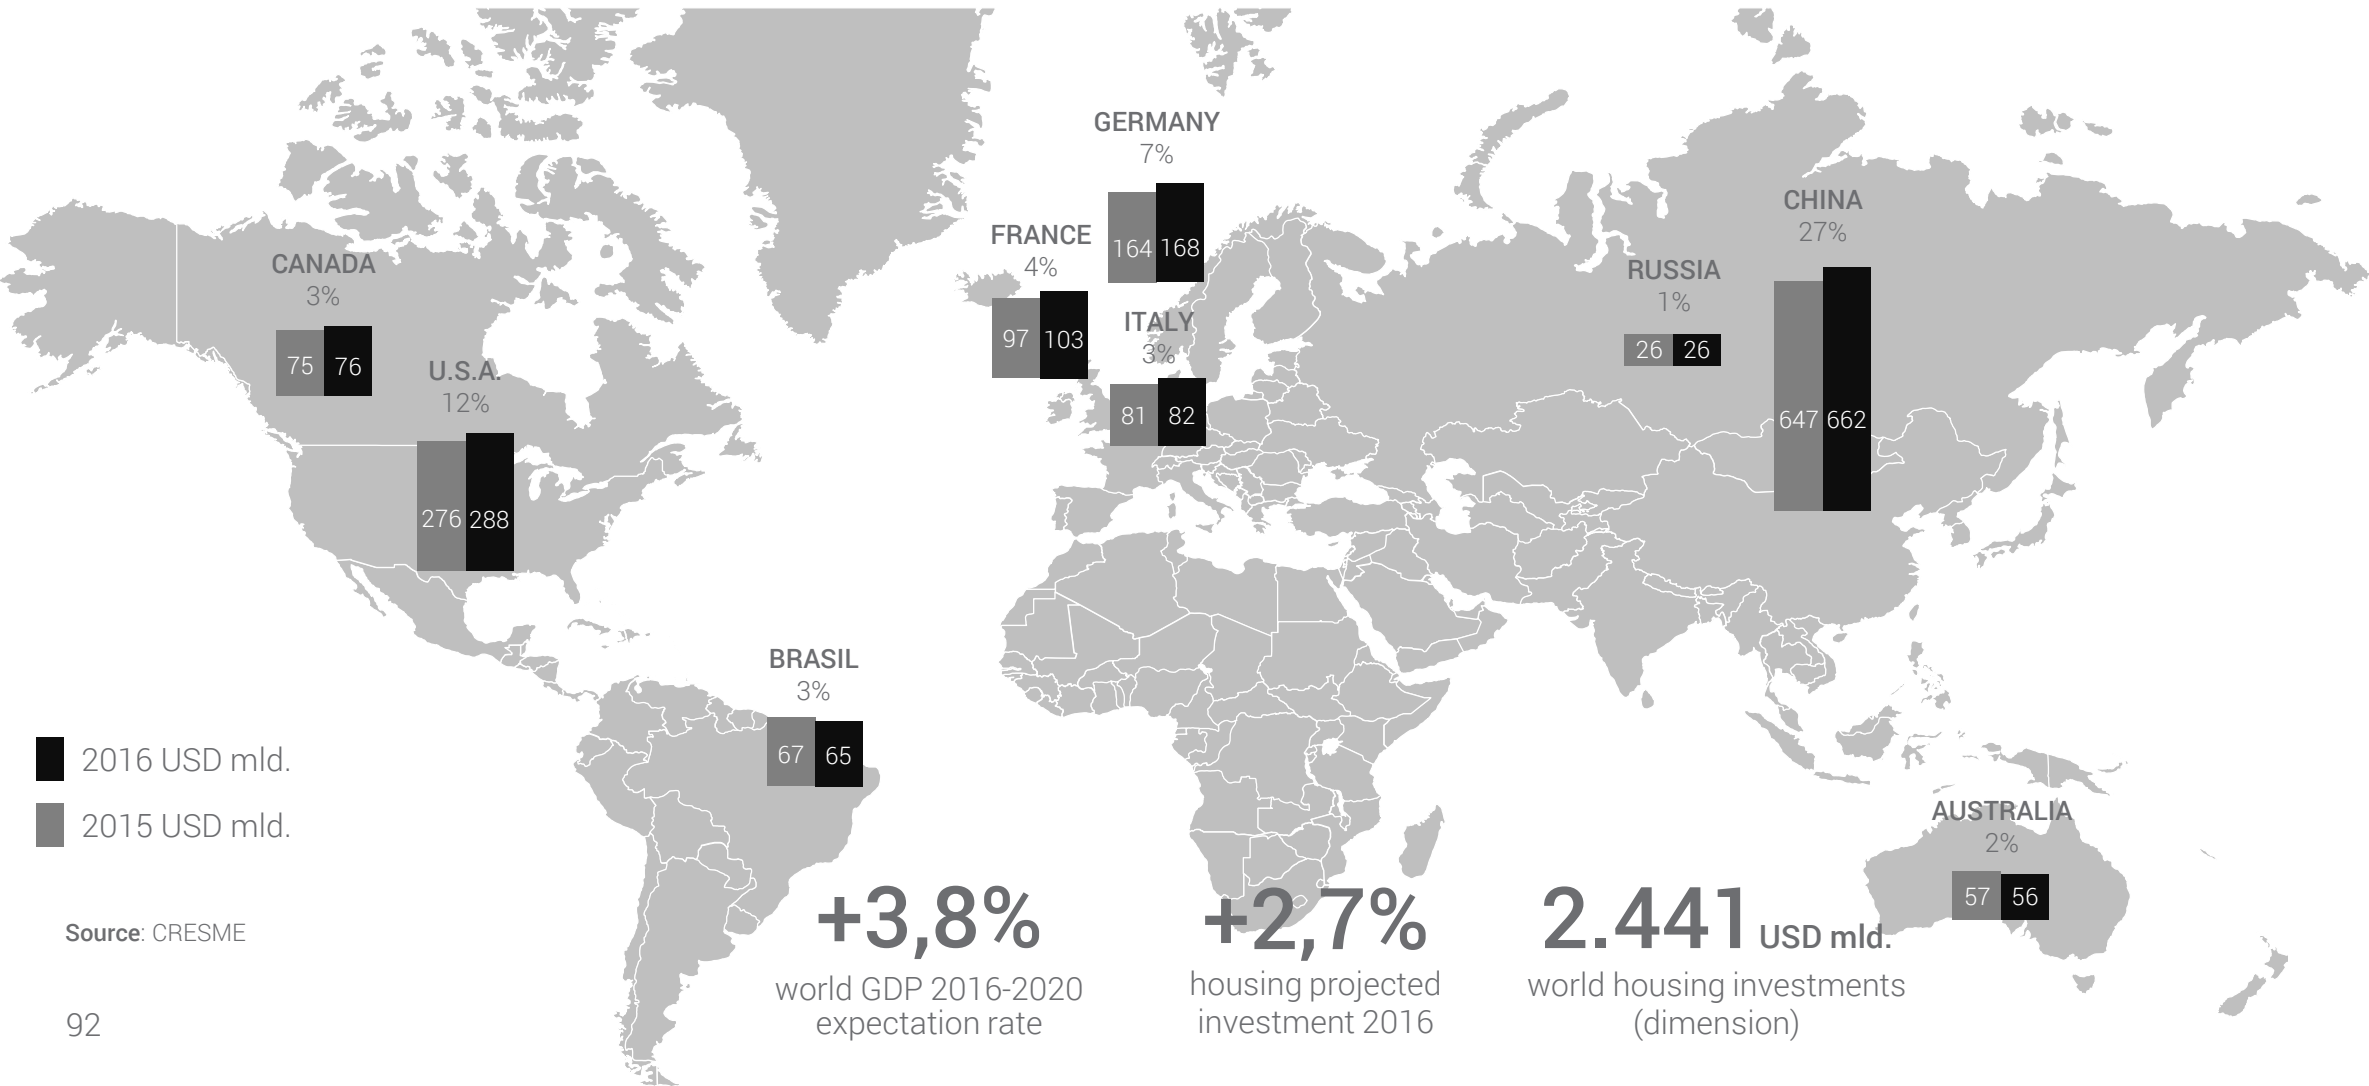 GERMANY
7%
164 168
CHINA
27%
647 662
FRANCE
4%
97 103
CANADA
3%
75 76
RUSSIA
1%
26 26
ITALY
3%
81 82
U.S.A.
12%
276 288
BRASIL
3%
67 65
2016 USD mld.
2015 USD mld.
AUSTRALIA
2%
57 56
Source: CRESME
+3,8%
world GDP 2016-2020
expectation rate
+2,7%
housing projected
investment 2016
2.441 USD mld.
world housing investments
(dimension)
92